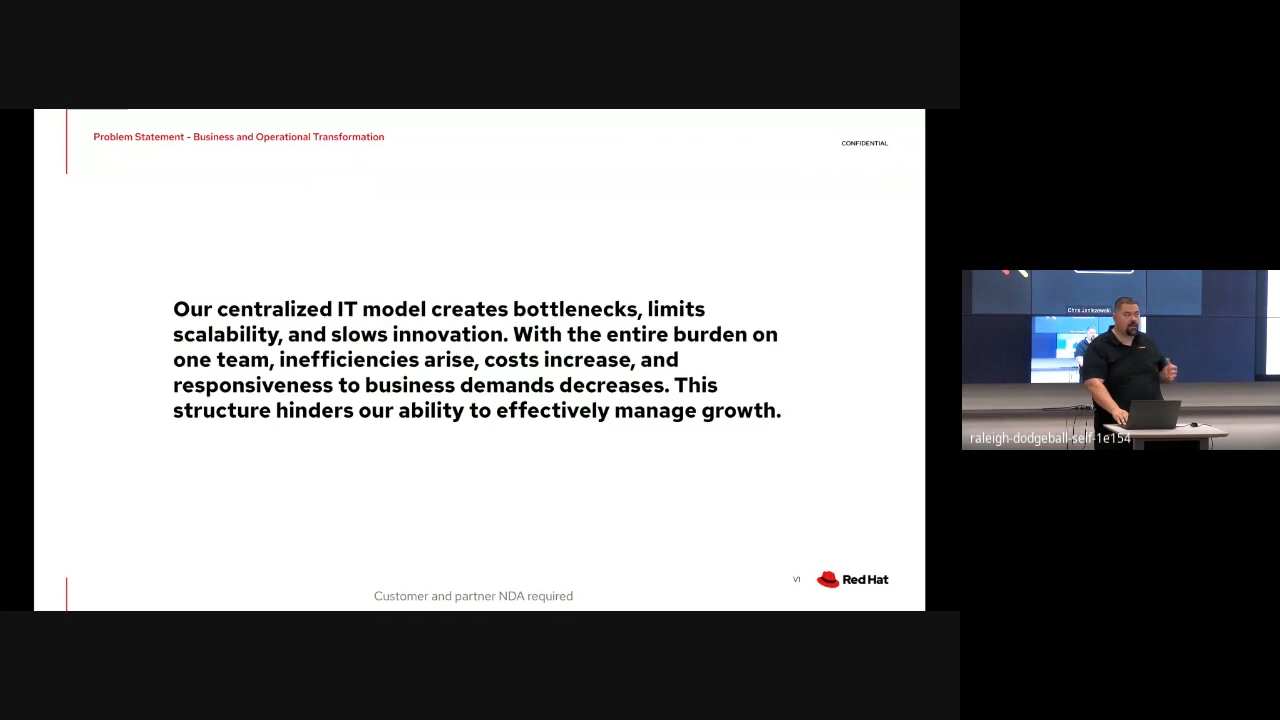 Problem Statement - Business and Operational Transformation
CONFIDENTIAL
Our centralized IT model creates bottlenecks, limits
scalability, and slows innovation. With the entire burden on
one team, inefficiencies arise, costs increase, and
responsiveness to business demands decreases. This
structure hinders our ability to effectively manage growth.
V1
Red Hat
Customer and partner NDA required
raleigh-dodgeball-self-1e154